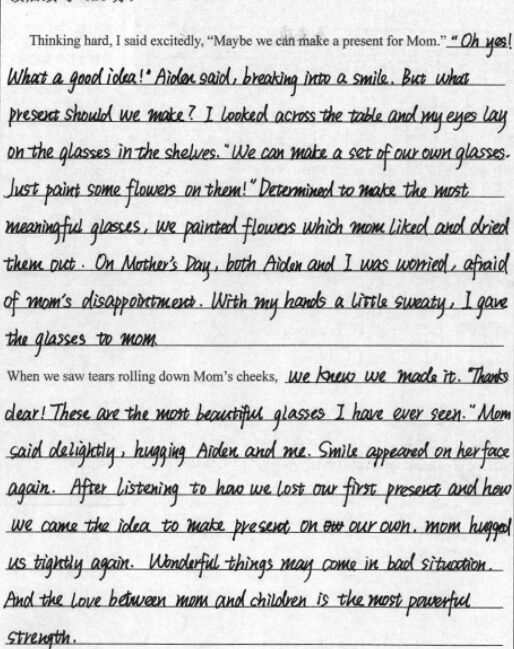 Thinking hard, I said excitedly, “Maybe we can make a present for Mom.” “Oh yes!
What a good idea!" Aiden said, breaking into a smile. But what
present should we make? I looked across the table and my eyes lay
on the glasses in the shelves. "We can make a set of our own glasses.
Just paint some flowers on them!" Determined to make the most
meaningful glasses, we painted flowers which mom liked and dried
them out. On Mother's Day, both Aiden and I was worried, afraid
of mom's disappointment. With my hands a little sweaty, I gave
the glasses to mom
When we saw tears rolling down Mom’s cheeks, we knew we made it. "Thanks
dear! These are the most beautiful glasses I have ever seen." Mom
said delightly, hugging Aiden and me. Smile appeared on her face
again. After listening to how we lost our first present and how
we came the idea to make present on our own, mom hugged
us tightly again. Wonderful things may come in bad situation.
And the love between mom and children is the most powerful
strength.